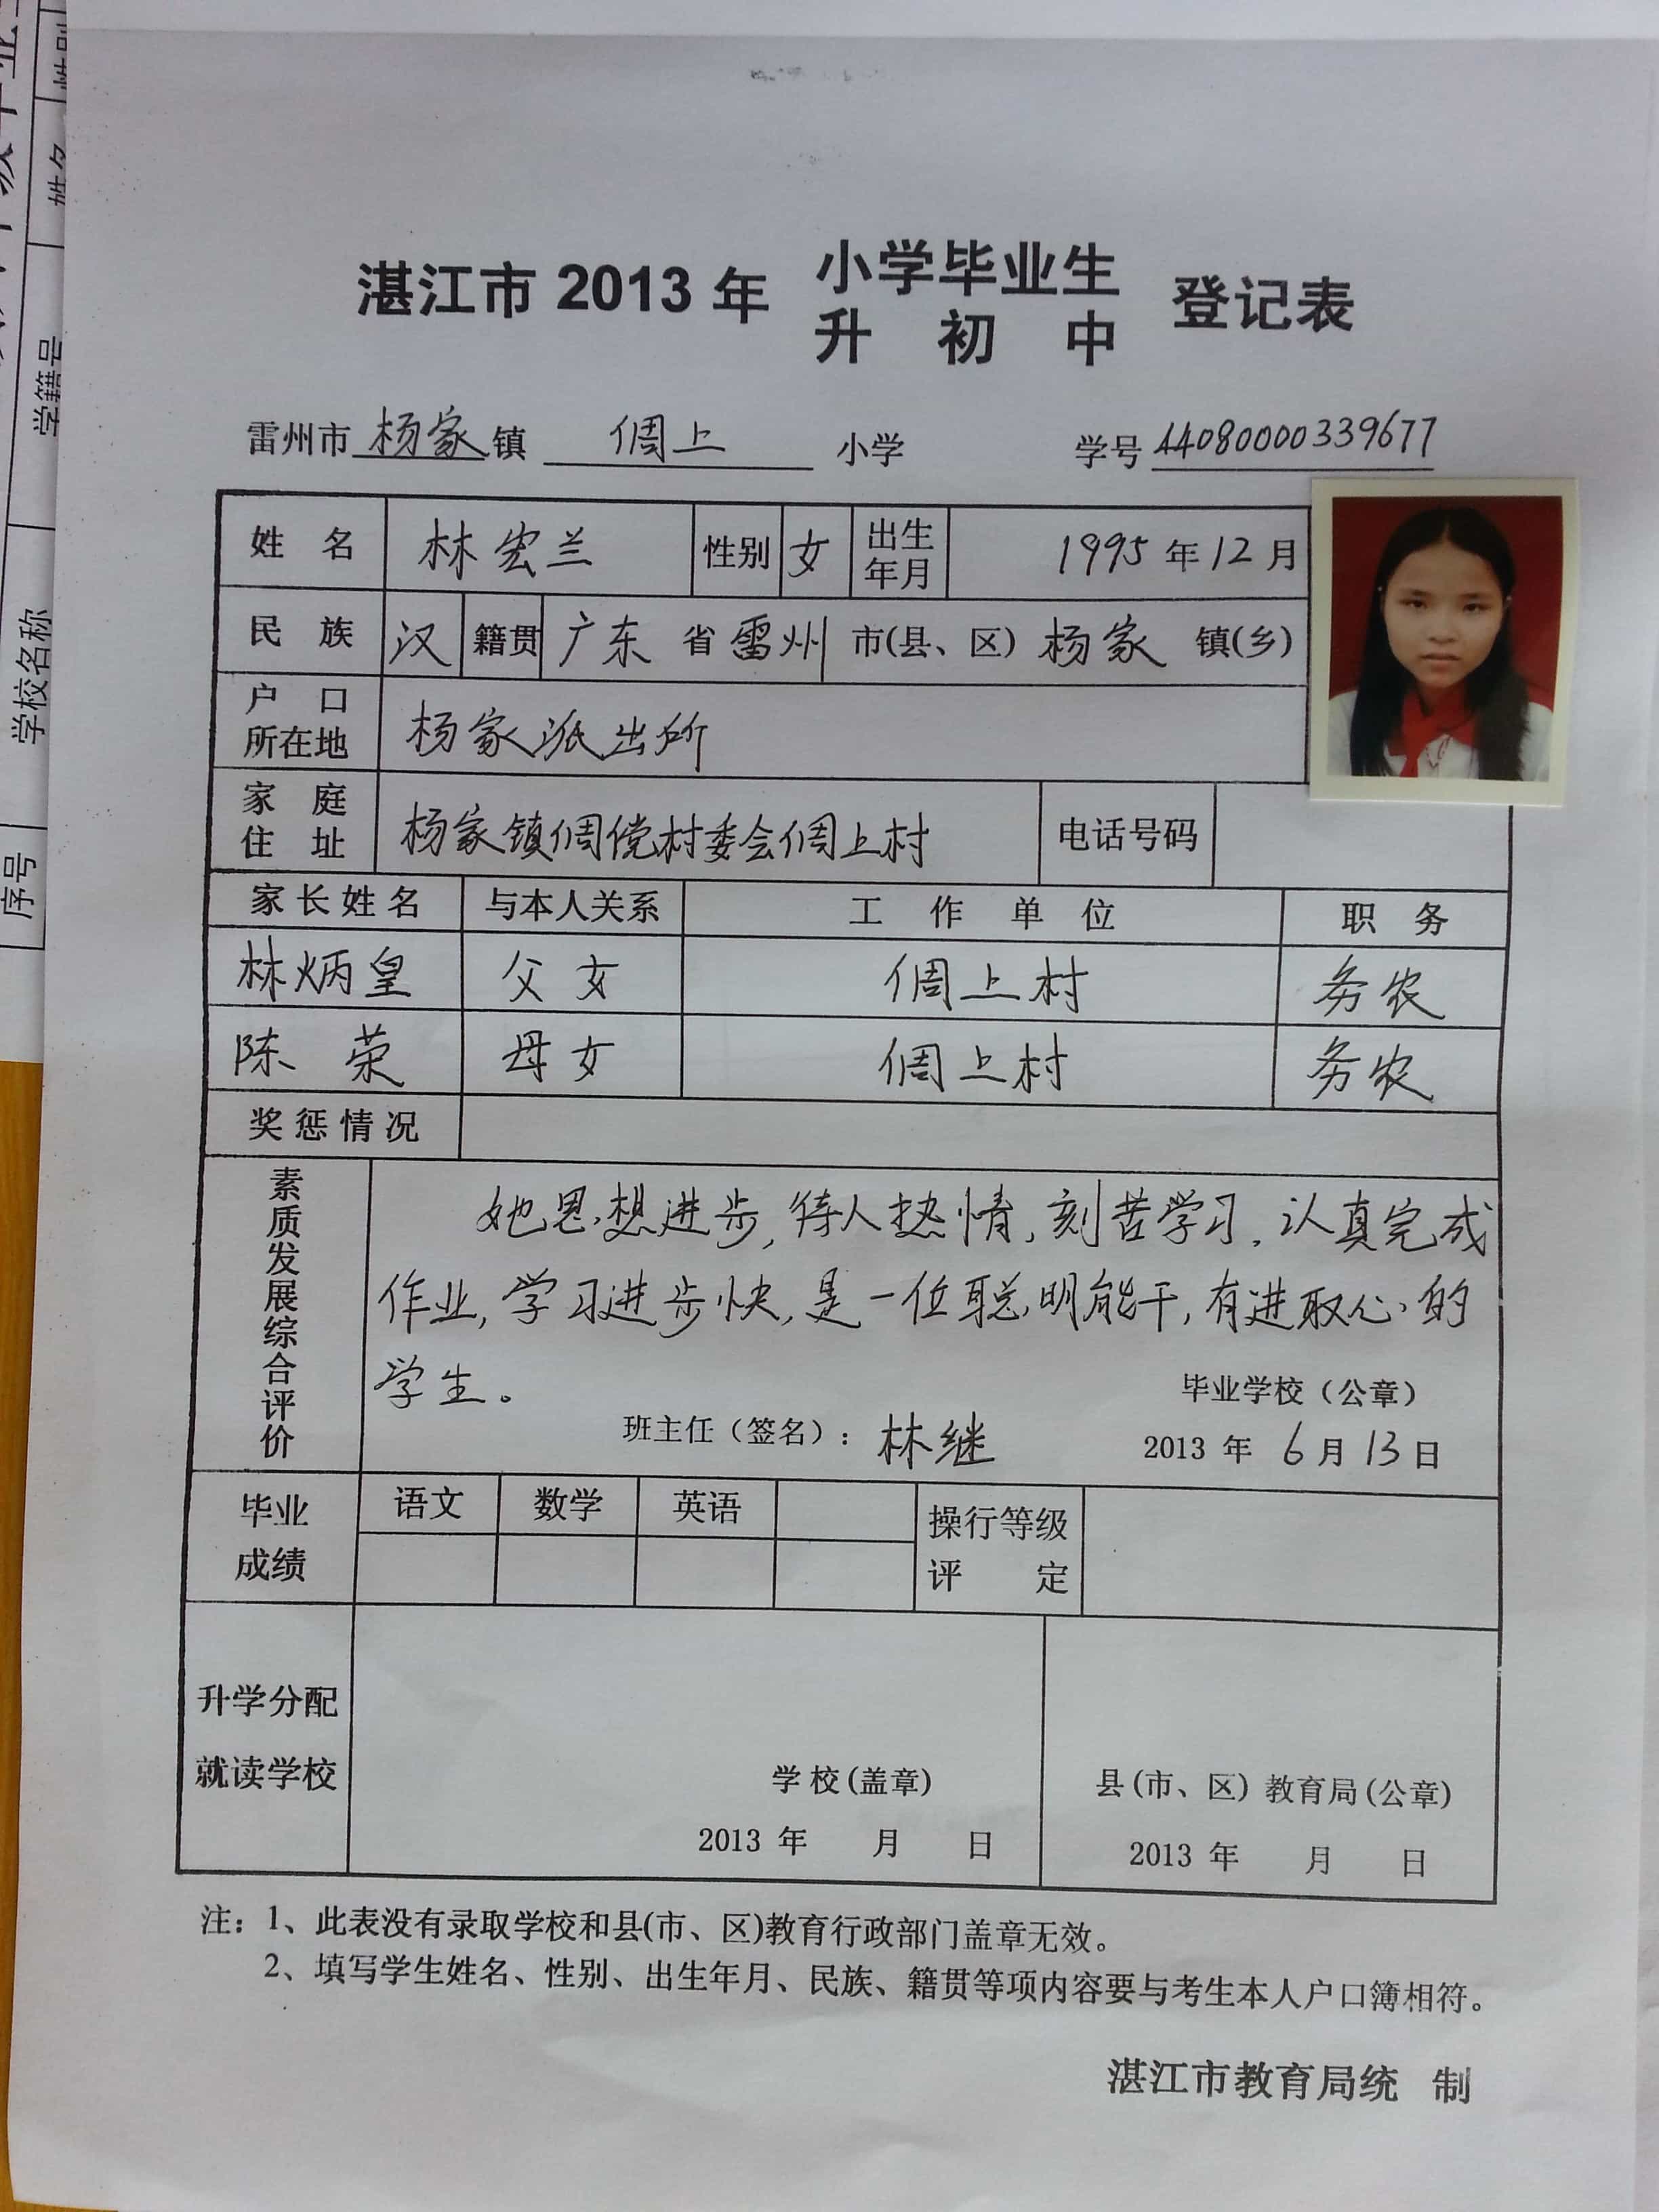 湛江市 2013 年 小学毕业生 登记表
升 初 中
雷州市 杨家 镇 倜上 小学 学号 44080000339677
姓 名 林宏兰 性别 女 出生年月 1995 年 12 月
民 族 汉 籍贯 广东 省 雷州 市(县、区) 杨家 镇(乡)
户 口
所在地 杨家派出所
家 庭
住 址 杨家镇倜傥村委会倜上村 电话号码
家长姓名 与本人关系 工 作 单 位 职 务
林炳皇 父女 倜上村 务农
陈 荣 母女 倜上村 务农
奖惩情况
素质发展综合评价
她思想进步,待人热情,刻苦学习,认真完成
作业,学习进步快,是一位聪明能干,有进取心的
学生。
毕业学校（公章）
班主任（签名）: 林继 2013 年 6 月 13 日
毕业
成绩
语文 数学 英语
操行等级
评 定
升学分配
就读学校
学校(盖章) 县(市、区) 教育局(公章)
2013 年 月 日 2013 年 月 日
注: 1、此表没有录取学校和县(市、区)教育行政部门盖章无效。
2、填写学生姓名、性别、出生年月、民族、籍贯等项内容要与考生本人户口簿相符。
湛江市教育局统 制
序号
学校名称
学籍号
姓名